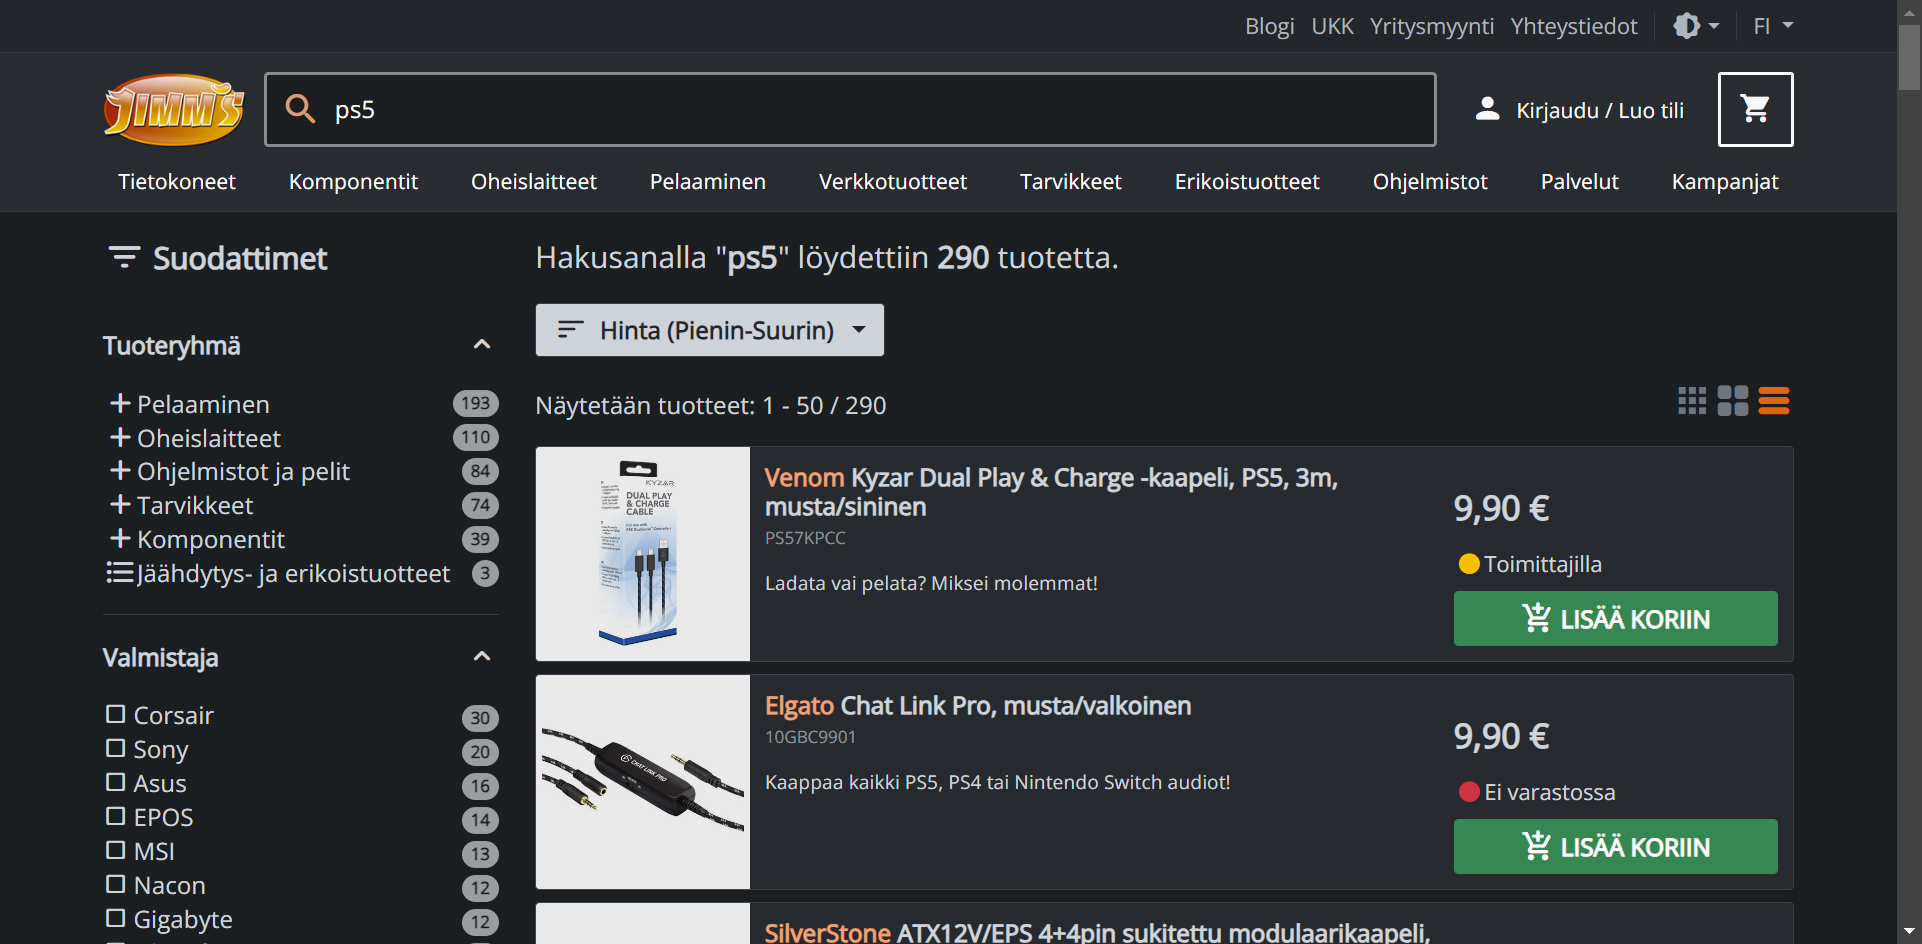 Blogi UKK Yritysmyynti Yhteystiedot FI
JIMM'S ps5 Kirjaudu / Luo tili
Tietokoneet Komponentit Oheislaitteet Pelaaminen Verkkotuotteet Tarvikkeet Erikoistuotteet Ohjelmistot Palvelut Kampanjat
Suodattimet
Tuoteryhmä
Pelaaminen 193
Oheislaitteet 110
Ohjelmistot ja pelit 84
Tarvikkeet 74
Komponentit 39
Jäähdytys- ja erikoistuotteet 3
Valmistaja
Corsair 30
Sony 20
Asus 16
EPOS 14
MSI 13
Nacon 12
Gigabyte 12
Hakusanalla "ps5" löydettiin 290 tuotetta.
Hinta (Pienin-Suurin)
Näytetään tuotteet: 1 - 50 / 290
KYZAR
DUAL PLAY
& CHARGE
CABLE
Venom Kyzar Dual Play & Charge -kaapeli, PS5, 3m,
musta/sininen
PS57KPCC
Ladata vai pelata? Miksei molemmat!
9,90 €
Toimittajilla
LISÄÄ KORIIN
CHAT LINK PRO
Elgato Chat Link Pro, musta/valkoinen
10GBC9901
Kaappaa kaikki PS5, PS4 tai Nintendo Switch audiot!
9,90 €
Ei varastossa
LISÄÄ KORIIN
SilverStone ATX12V/EPS 4+4pin sukitettu modulaarikaapeli,